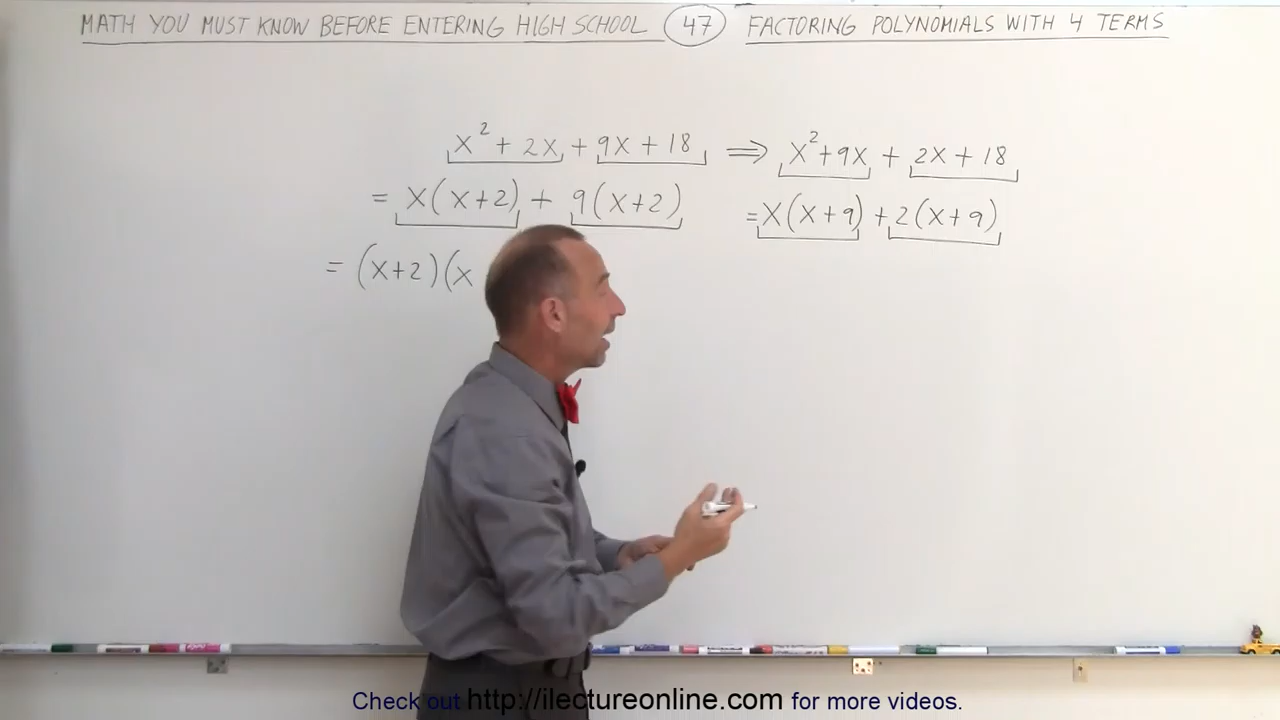 MATH YOU MUST KNOW BEFORE ENTERING HIGH SCHOOL 47 FACTORING POLYNOMIALS WITH 4 TERMS
x² + 2x + 9x + 18 ⇒ x² + 9x + 2x + 18
= x(x+2) + 9(x+2) = x(x+9) + 2(x+9)
= (x+2)(x
Check out http://ilectureonline.com for more videos.